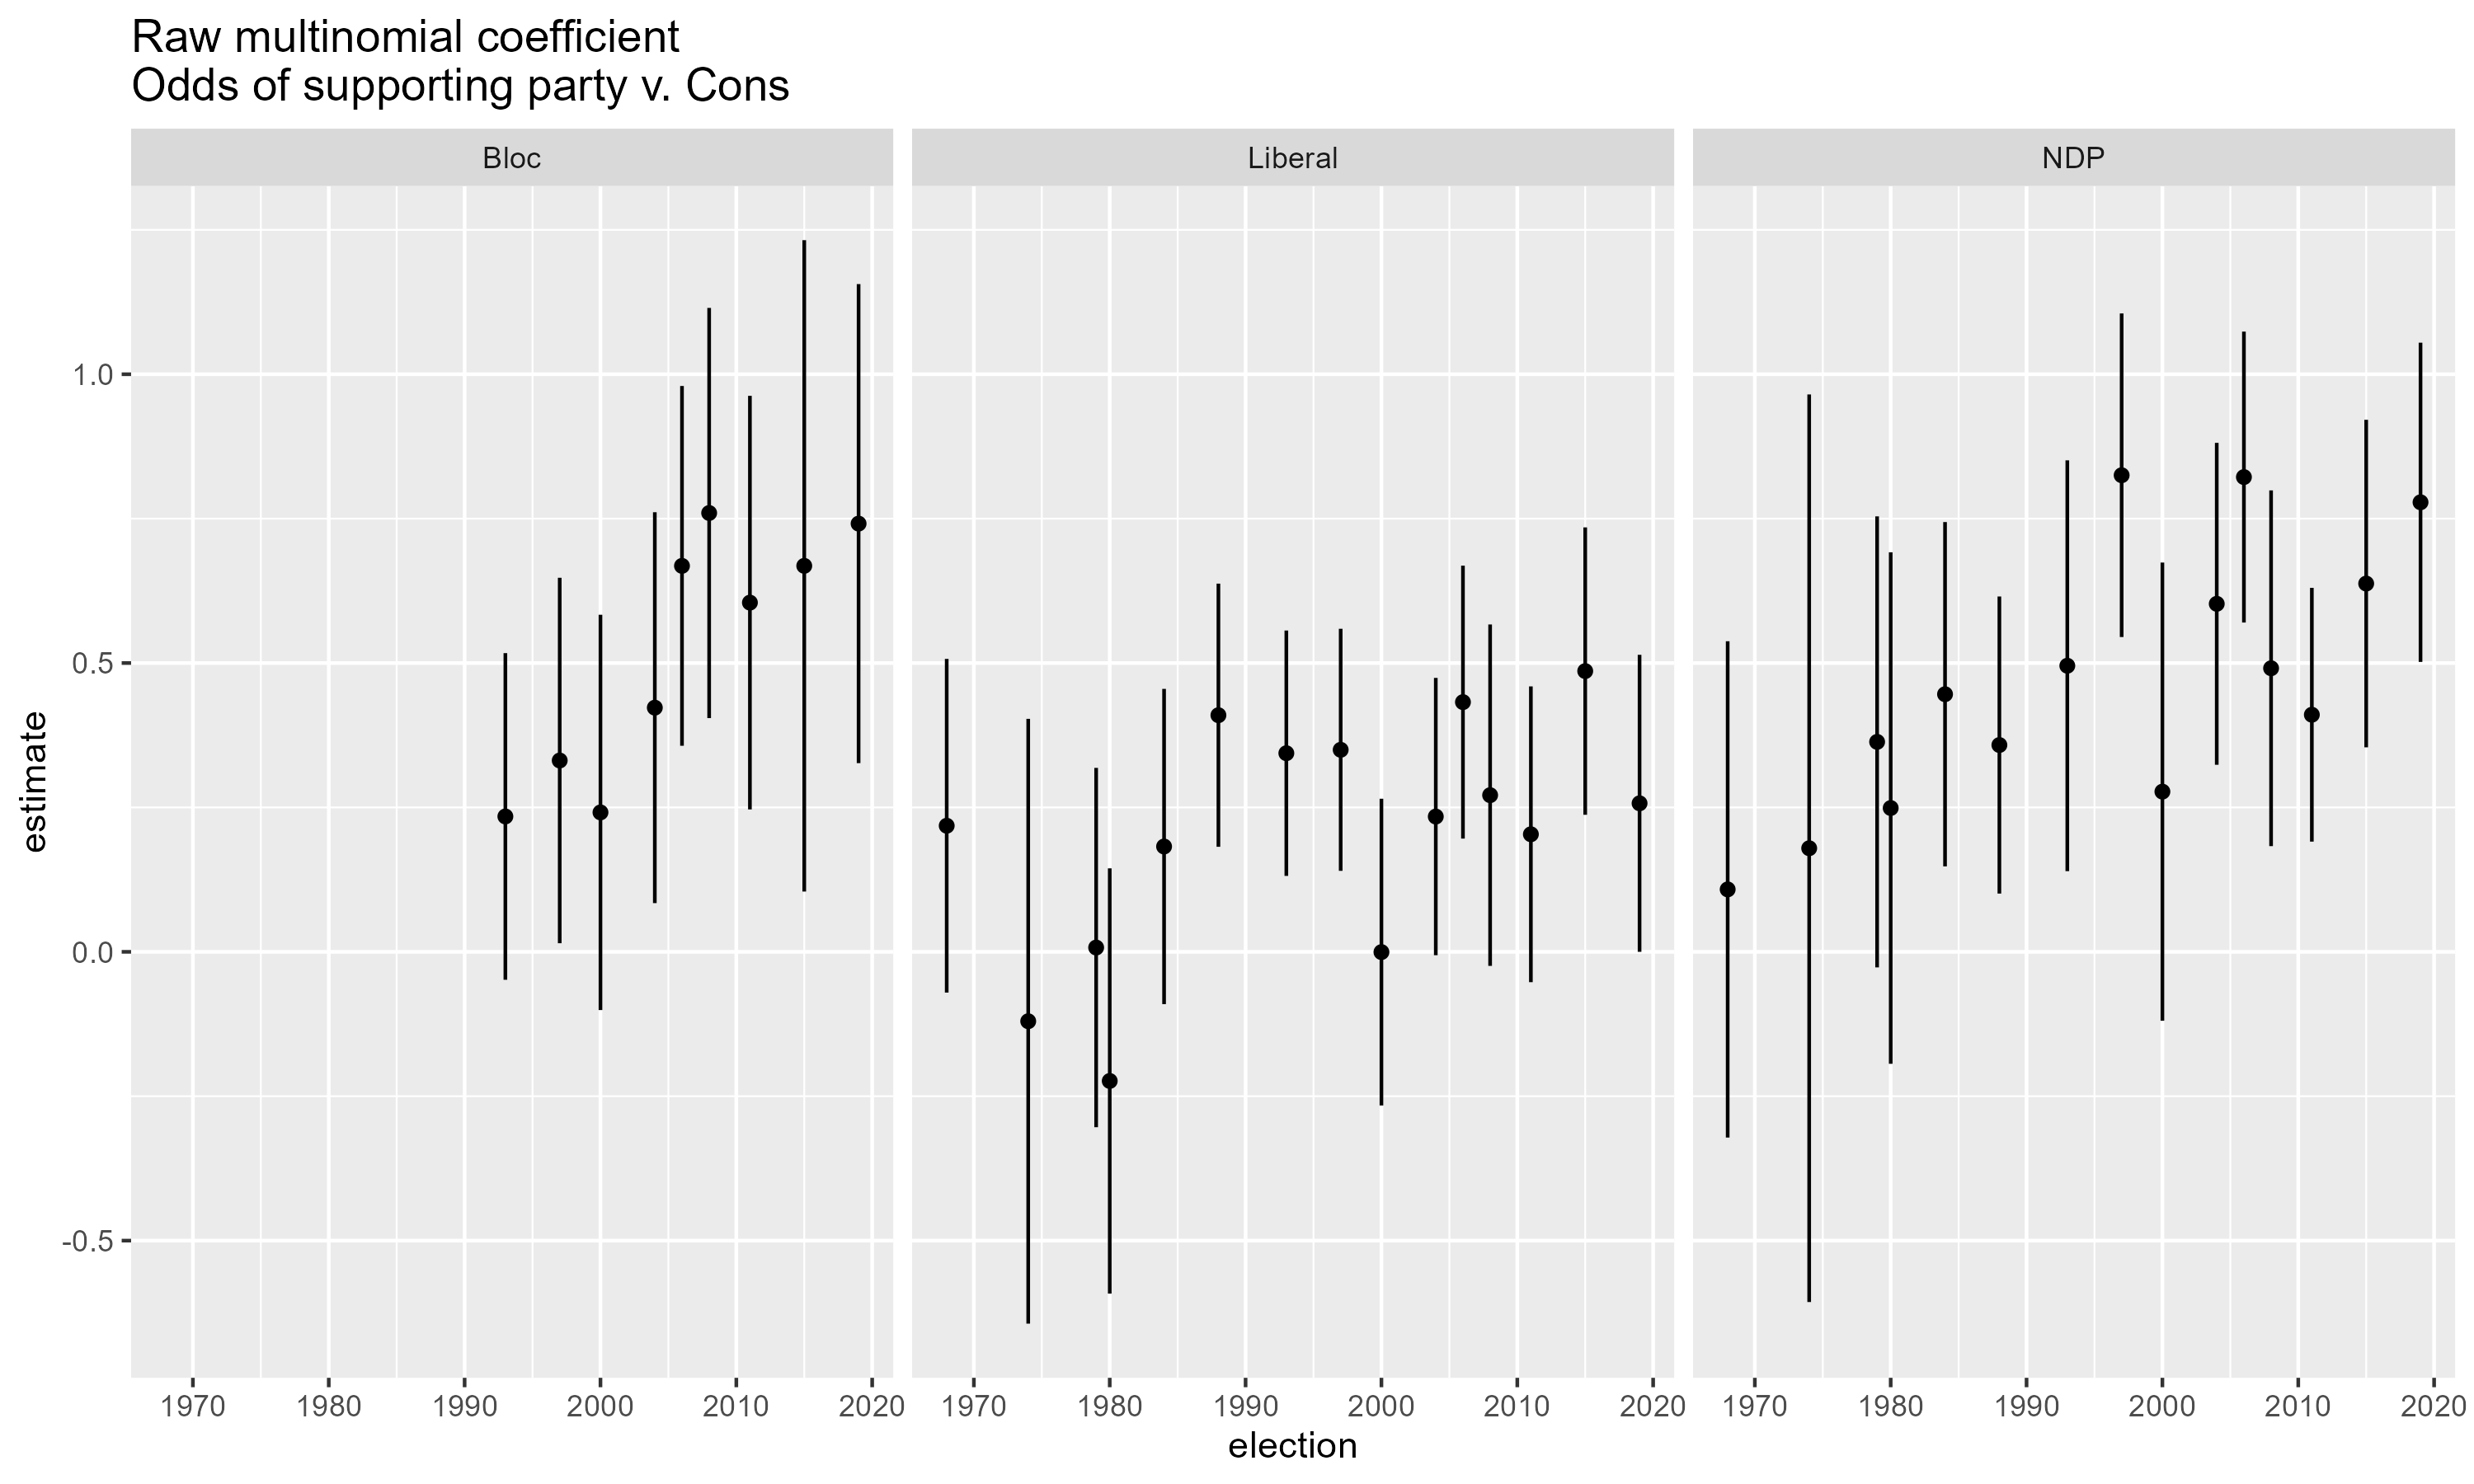 Raw multinomial coefficient
Odds of supporting party v. Cons
Bloc
Liberal
NDP
estimate
1.0
0.5
0.0
-0.5
1970 1980 1990 2000 2010 2020
1970 1980 1990 2000 2010 2020
1970 1980 1990 2000 2010 2020
election